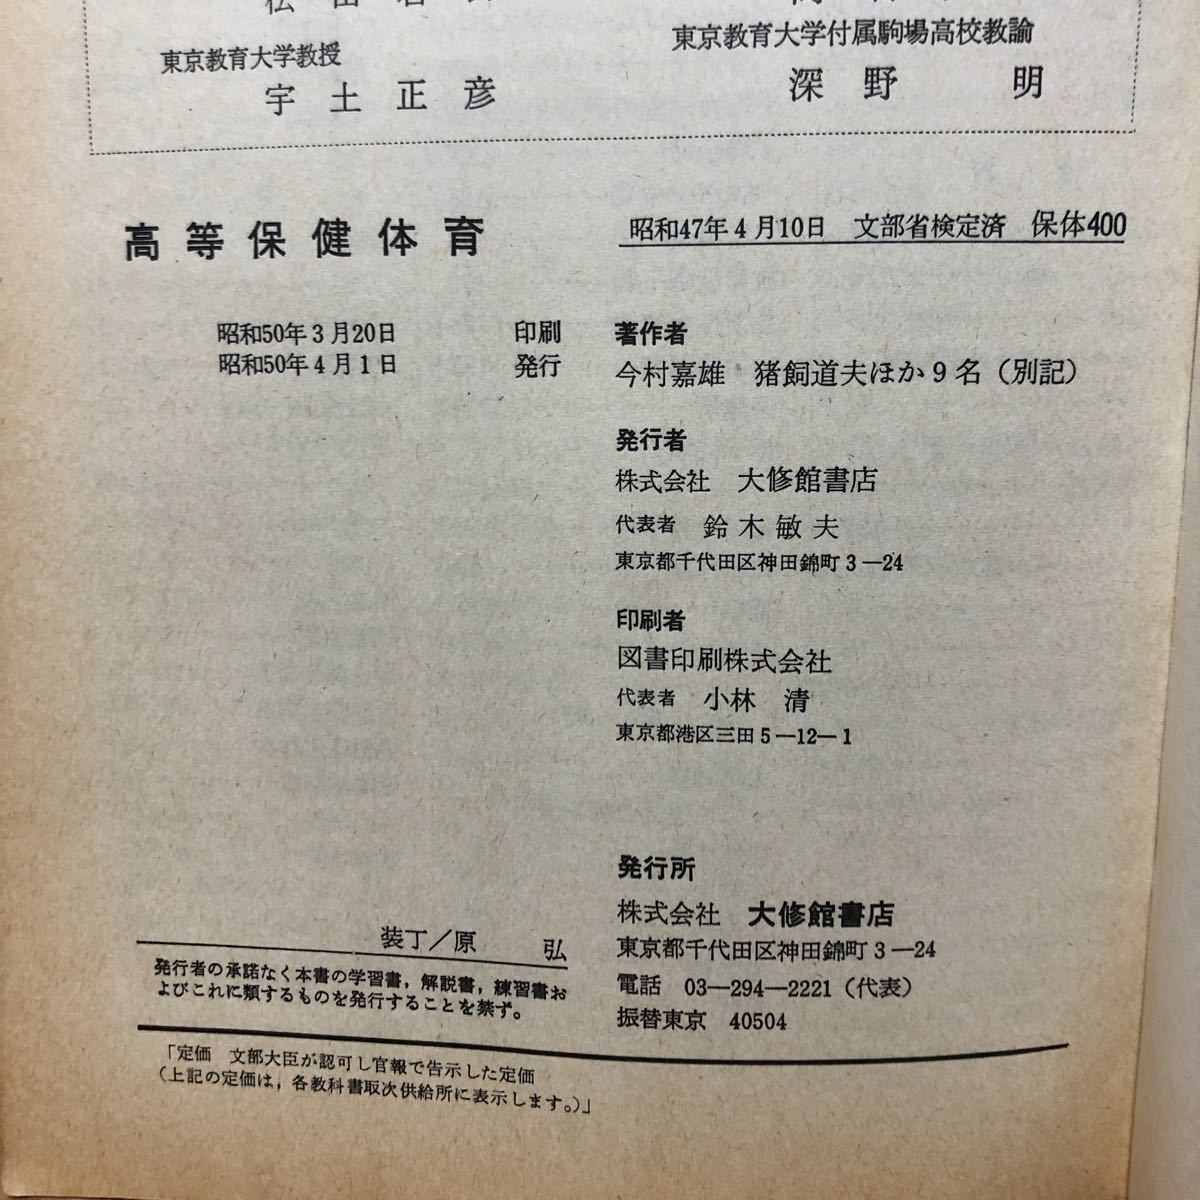 東京教育大学教授
宇土正彦
東京教育大学付属駒場高校教諭
深野　明
高等保健体育
昭和47年4月10日　文部省検定済　保体400
昭和50年3月20日　印刷
昭和50年4月1日　発行
著作者
今村嘉雄　猪飼道夫ほか9名（別記）
発行者
株式会社　大修館書店
代表者　鈴木敏夫
東京都千代田区神田錦町3—24
印刷者
図書印刷株式会社
代表者　小林　清
東京都港区三田5—12—1
発行所
株式会社　大修館書店
東京都千代田区神田錦町3—24
電話　03—294—2221（代表）
振替東京　40504
装丁／原　弘
発行者の承諾なく本書の学習書，解説書，練習書お
よびこれに類するものを発行することを禁ず。
「定価　文部大臣が認可し官報で告示した定価
（上記の定価は，各教科書取次供給所に表示します。）」